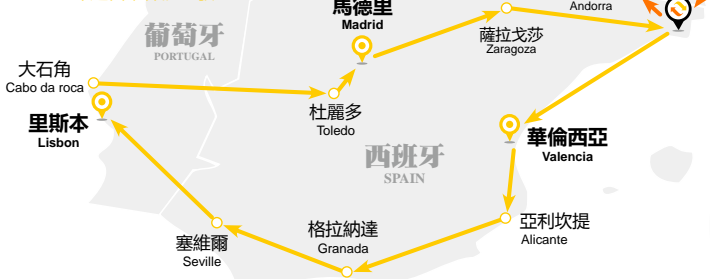 馬德里
Madrid
Andorra
葡萄牙
PORTUGAL
薩拉戈莎
Zaragoza
大石角
Cabo da roca
里斯本
Lisbon
杜麗多
Toledo
華倫西亞
Valencia
西班牙
SPAIN
亞利坎提
Alicante
格拉納達
Granada
塞維爾
Seville